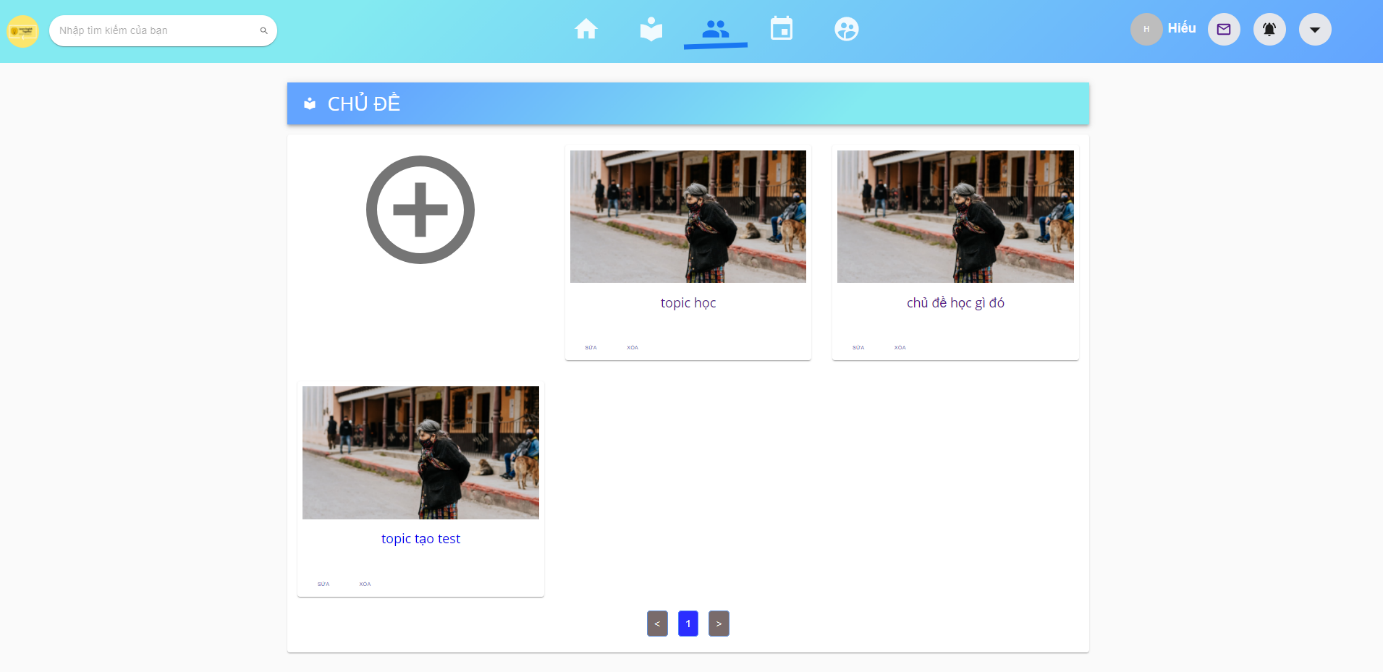 Nhập tìm kiếm của bạn
H Hiếu
CHỦ ĐỀ
topic học
SỬA XÓA
chủ đề học gì đó
SỬA XÓA
topic tạo test
SỬA XÓA
< 1 >